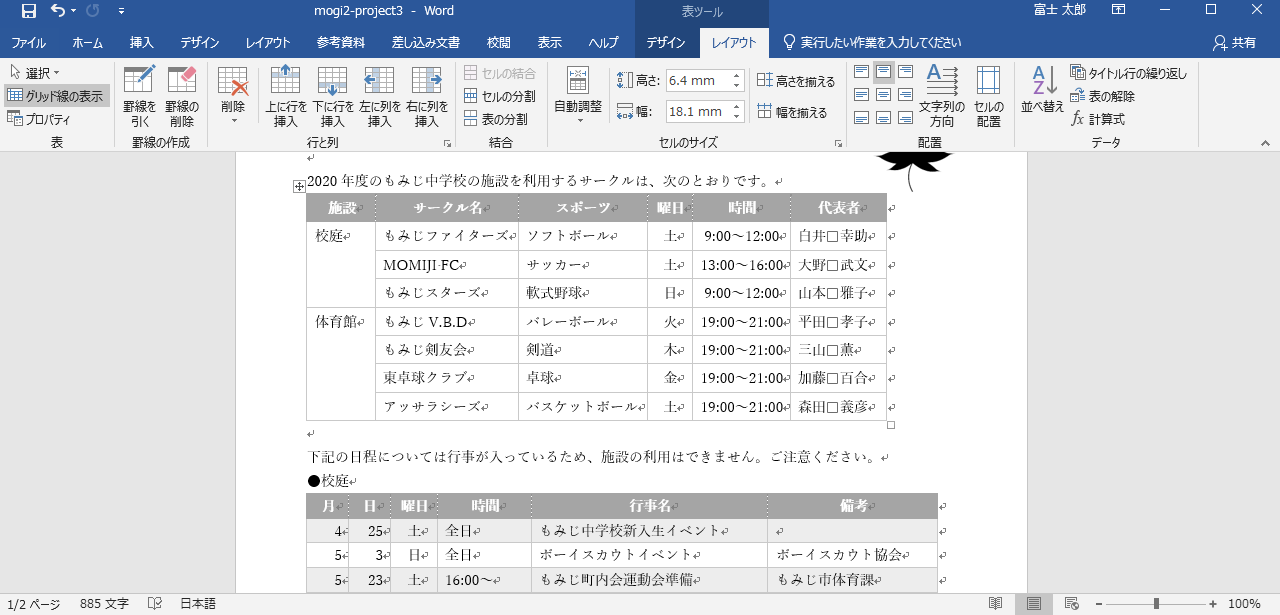 mogi2-project3 - Word
表ツール
富士 太郎
ファイル ホーム 挿入 デザイン レイアウト 参考資料 差し込み文書 校閲 表示 ヘルプ デザイン レイアウト 実行したい作業を入力してください 共有
選択
グリッド線の表示
プロパティ
表
罫線を引く
罫線の削除
罫線の作成
削除
上に行を挿入
下に行を挿入
左に列を挿入
右に列を挿入
行と列
セルの結合
セルの分割
表の分割
結合
自動調整
高さ: 6.4 mm
幅: 18.1 mm
高さを揃える
幅を揃える
セルのサイズ
文字列の方向
セルの配置
配置
並べ替え
タイトル行の繰り返し
表の解除
計算式
データ
2020 年度のもみじ中学校の施設を利用するサークルは、次のとおりです。
施設 サークル名 スポーツ 曜日 時間 代表者
校庭 もみじファイターズ ソフトボール 土 9:00～12:00 白井□幸助
MOMIJI FC サッカー 土 13:00～16:00 大野□武文
もみじスターズ 軟式野球 日 9:00～12:00 山本□雅子
体育館 もみじ V.B.D バレーボール 火 19:00～21:00 平田□孝子
もみじ剣友会 剣道 木 19:00～21:00 三山□薫
東卓球クラブ 卓球 金 19:00～21:00 加藤□百合
アッサラシーズ バスケットボール 土 19:00～21:00 森田□義彦
下記の日程については行事が入っているため、施設の利用はできません。ご注意ください。
●校庭
月 日 曜日 時間 行事名 備考
4 25 土 全日 もみじ中学校新入生イベント
5 3 日 全日 ボーイスカウトイベント ボーイスカウト協会
5 23 土 16:00～ もみじ町内会運動会準備 もみじ市体育課
1/2 ページ 885 文字 日本語 100%